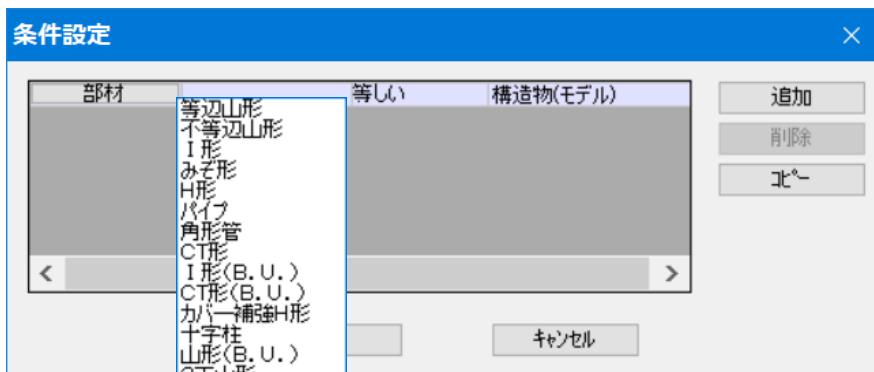 条件設定
部材 等しい 構造物(モデル)
追加
削除
コピー
等辺山形
不等辺山形
I形
みぞ形
H形
パイプ
角形管
CT形
I形(B.U.)
CT形(B.U.)
カバー補強H形
十字柱
山形(B.U.)
キャンセル